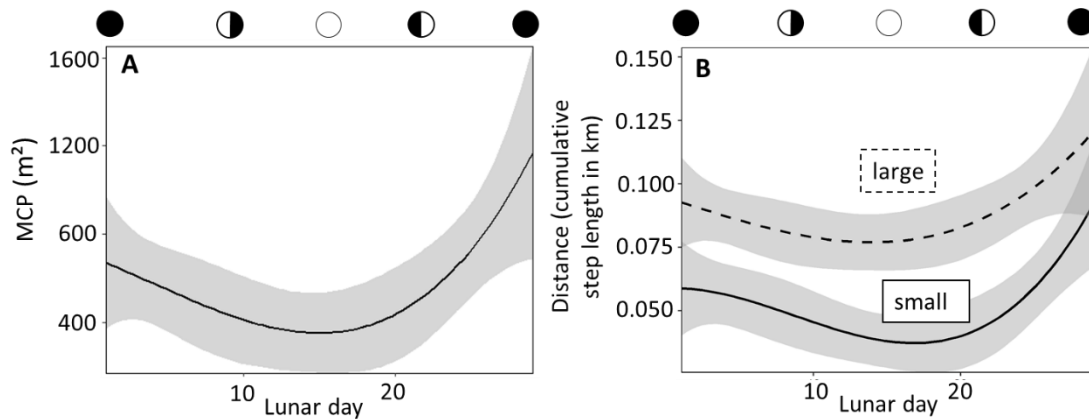 A
1600
1200
600
400
MCP (m²)
10
20
Lunar day
B
0.150
0.125
0.100
0.075
0.050
Distance (cumulative
step length in km)
large
small
10
20
Lunar day